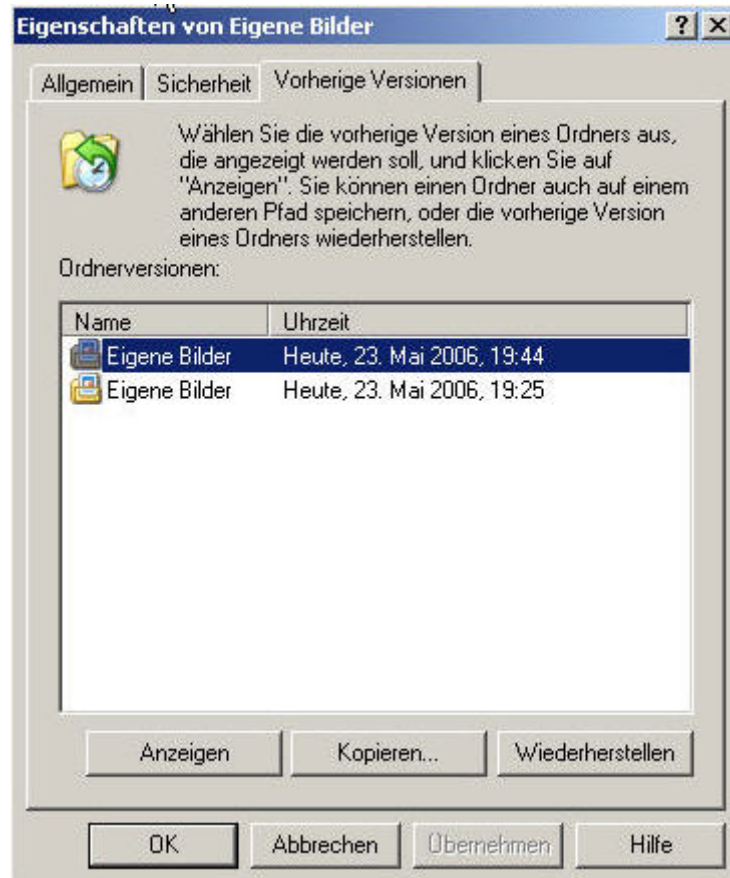 Eigenschaften von Eigene Bilder
Allgemein Sicherheit Vorherige Versionen
Wählen Sie die vorherige Version eines Ordners aus,
die angezeigt werden soll, und klicken Sie auf
"Anzeigen". Sie können einen Ordner auch auf einem
anderen Pfad speichern, oder die vorherige Version
eines Ordners wiederherstellen.
Ordnerversionen:
Name Uhrzeit
Eigene Bilder Heute, 23. Mai 2006, 19:44
Eigene Bilder Heute, 23. Mai 2006, 19:25
Anzeigen Kopieren... Wiederherstellen
OK Abbrechen Übernehmen Hilfe